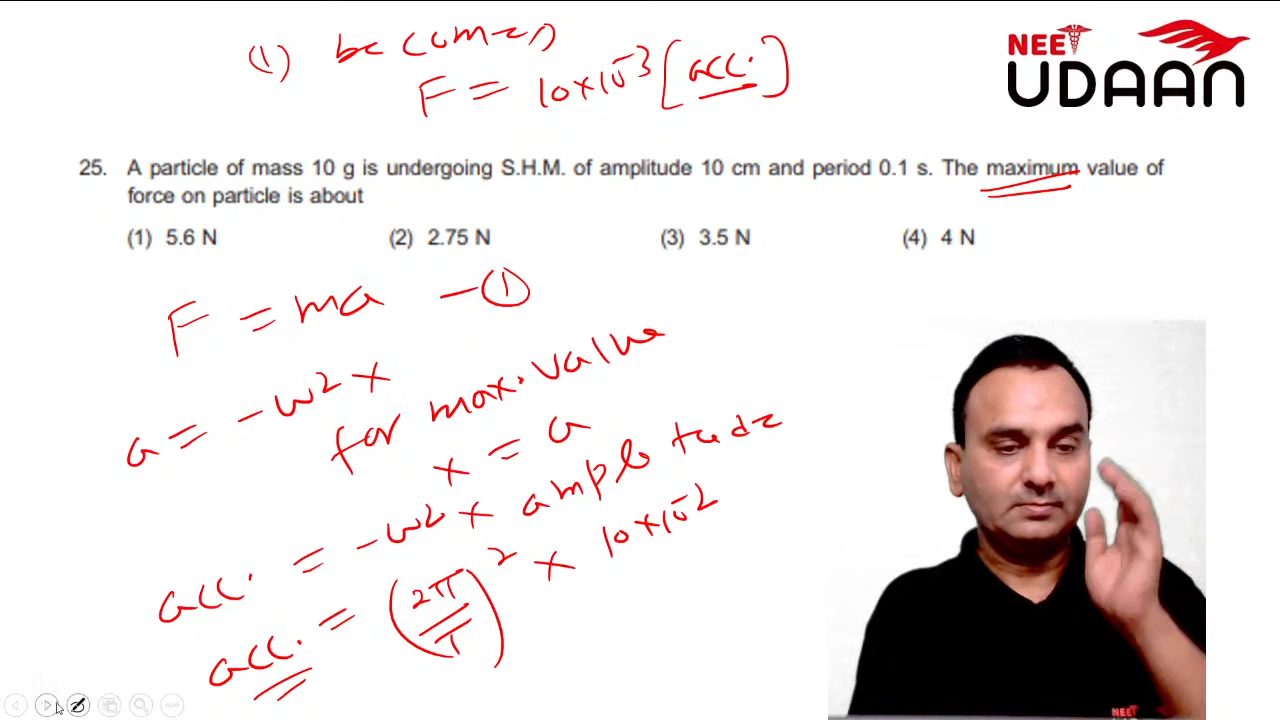 (1) becomes
F = 10×10⁻³ [acc.]
NEET
UDAAN
25. A particle of mass 10 g is undergoing S.H.M. of amplitude 10 cm and period 0.1 s. The maximum value of
force on particle is about
(1) 5.6 N (2) 2.75 N (3) 3.5 N (4) 4 N
F = ma —①
a = -ω² x
for max. value
x = a
acc. = -ω² × amplitude
acc. = (2π/T)² × 10×10⁻²
NEET